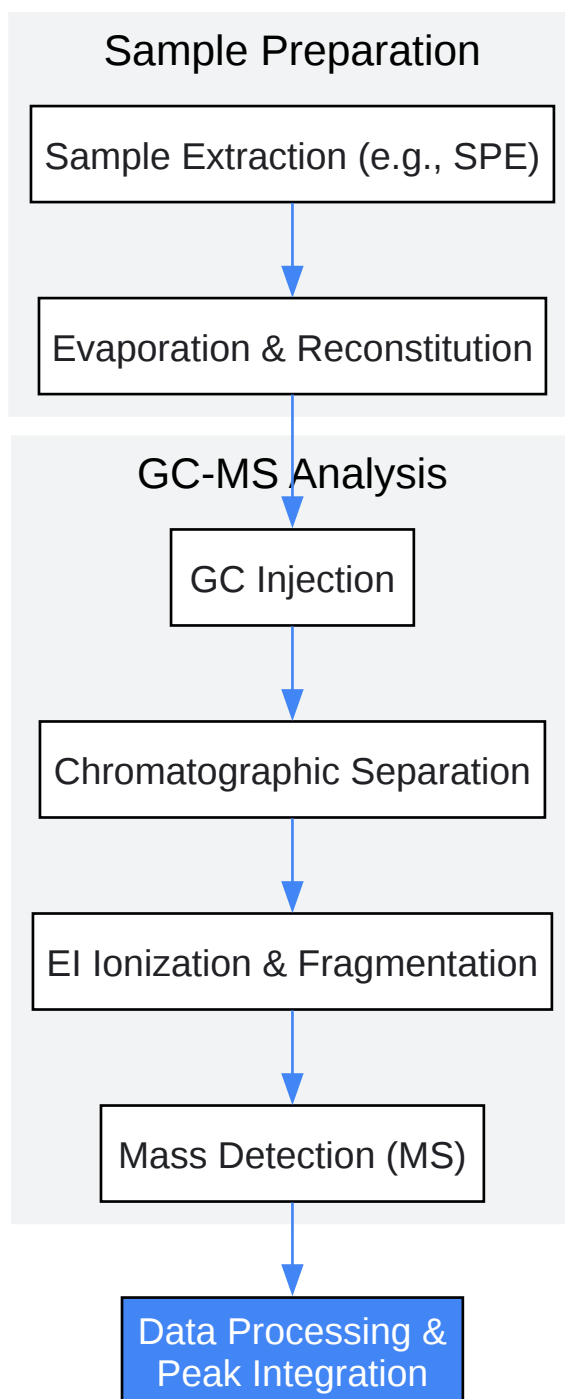 Sample Preparation
Sample Extraction (e.g., SPE)
Evaporation & Reconstitution
GC-MS Analysis
GC Injection
Chromatographic Separation
EI Ionization & Fragmentation
Mass Detection (MS)
Data Processing &
Peak Integration